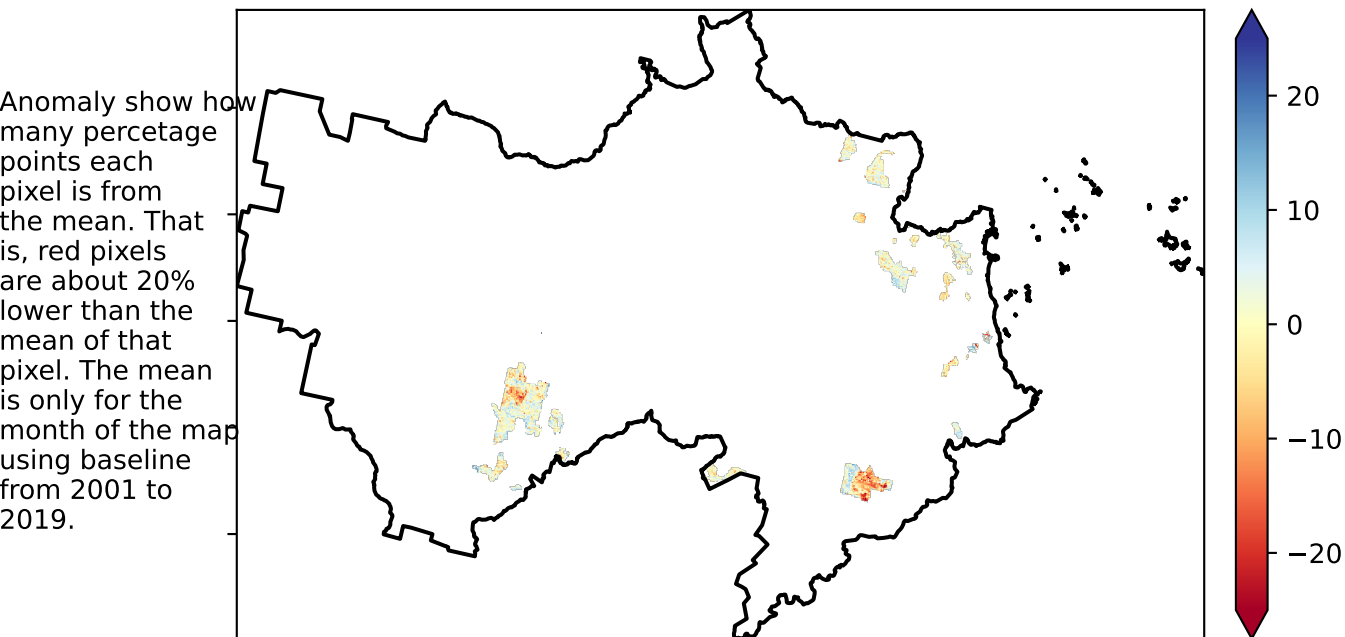 Anomaly show how
many percetage
points each
pixel is from
the mean. That
is, red pixels
are about 20%
lower than the
mean of that
pixel. The mean
is only for the
month of the map
using baseline
from 2001 to
2019.
20
10
0
−10
−20